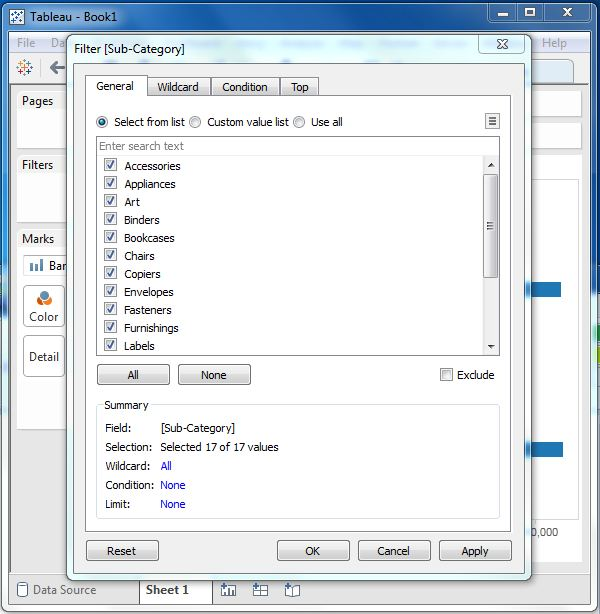 Tableau - Book1
File
Help
Filter [Sub-Category]
General Wildcard Condition Top
Pages
Select from list Custom value list Use all
Enter search text
Filters
Accessories
Appliances
Art
Binders
Marks
Bookcases
Chairs
Bar
Copiers
Envelopes
Color
Fasteners
Furnishings
Labels
Detail
All None Exclude
Summary
Field: [Sub-Category]
Selection: Selected 17 of 17 values
Wildcard: All
Condition: None
Limit: None
0,000
Reset OK Cancel Apply
Data Source Sheet 1